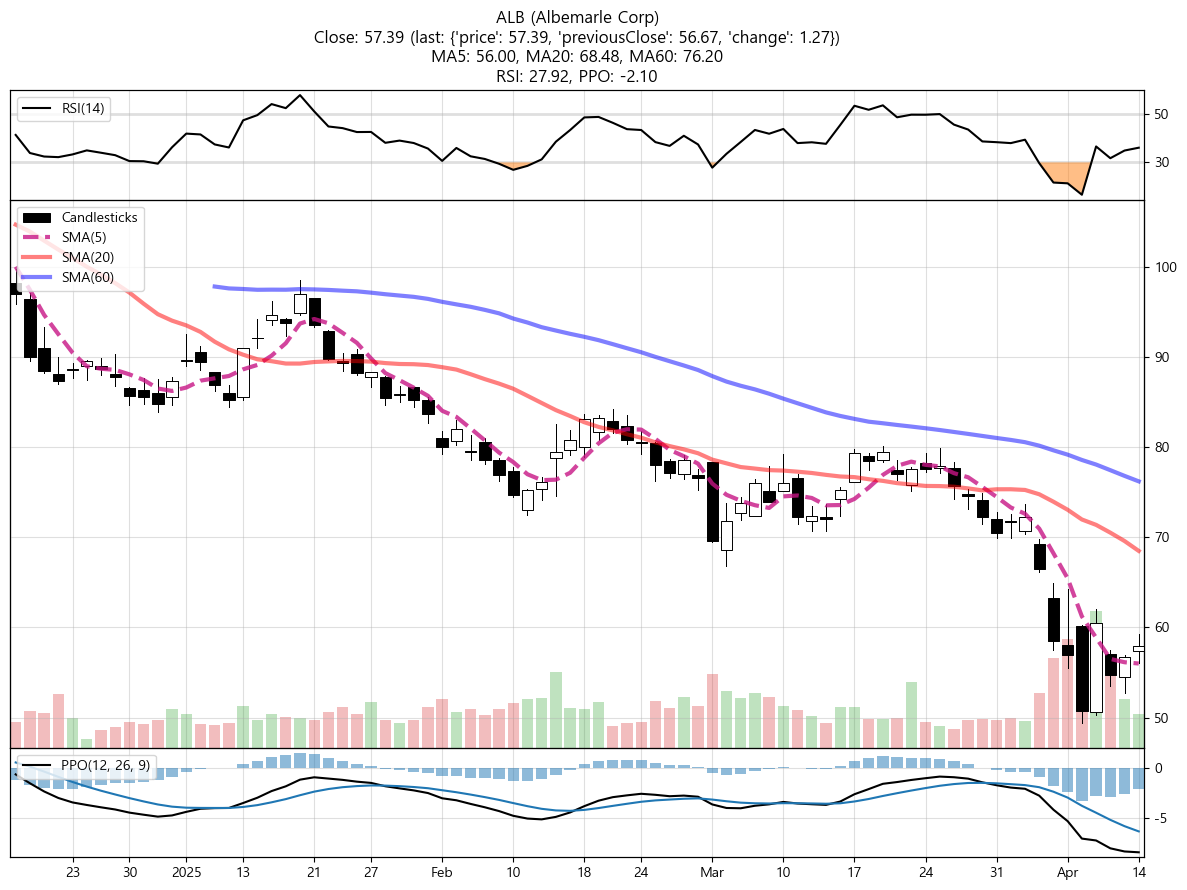 ALB (Albemarle Corp)
Close: 57.39 (last: {'price': 57.39, 'previousClose': 56.67, 'change': 1.27})
MA5: 56.00, MA20: 68.48, MA60: 76.20
RSI: 27.92, PPO: -2.10
RSI(14)
50
30
Candlesticks
SMA(5)
SMA(20)
SMA(60)
100
90
80
70
60
50
PPO(12, 26, 9)
0
-5
23 30 2025 13 21 27 Feb 10 18 24 Mar 10 17 24 31 Apr 14